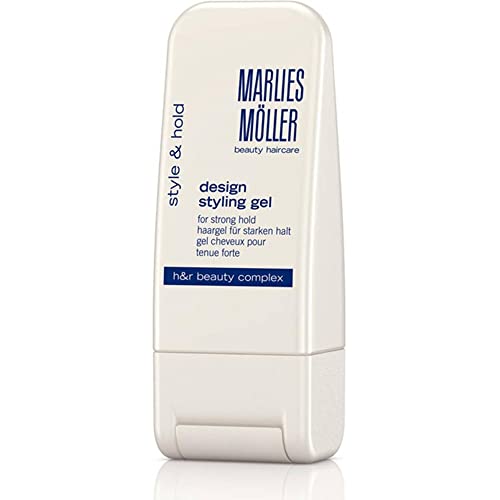 MARLIES
MÖLLER
beauty haircare
style & hold
design
styling gel
for strong hold
haargel für starken halt
gel cheveux pour
tenue forte
h&r beauty complex